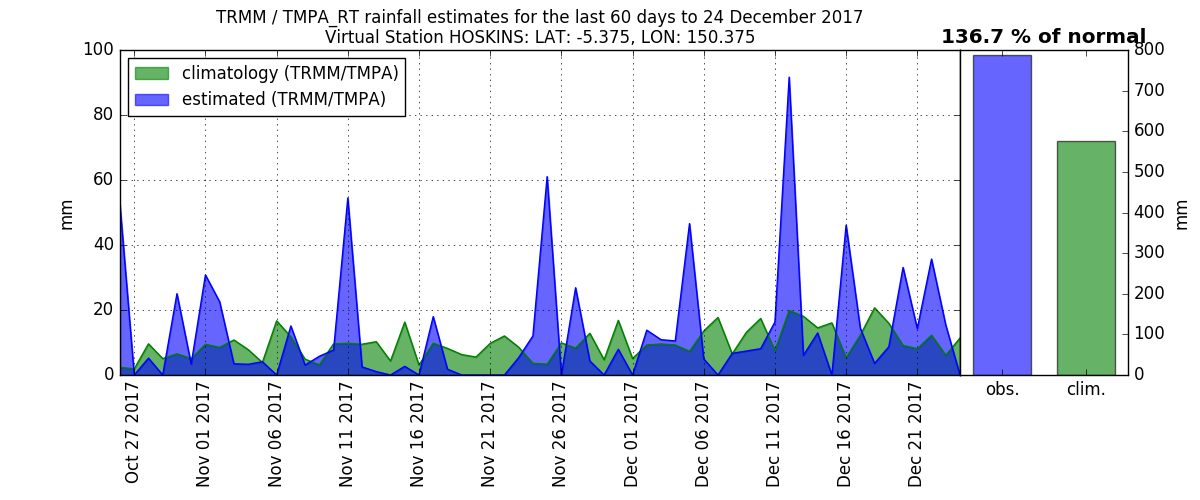 TRMM / TMPA_RT rainfall estimates for the last 60 days to 24 December 2017
Virtual Station HOSKINS: LAT: -5.375, LON: 150.375
136.7 % of normal
climatology (TRMM/TMPA)
estimated (TRMM/TMPA)
100
80
60
40
20
0
mm
Oct 27 2017
Nov 01 2017
Nov 06 2017
Nov 11 2017
Nov 16 2017
Nov 21 2017
Nov 26 2017
Dec 01 2017
Dec 06 2017
Dec 11 2017
Dec 16 2017
Dec 21 2017
obs.
clim.
800
700
600
500
400
300
200
100
0
mm